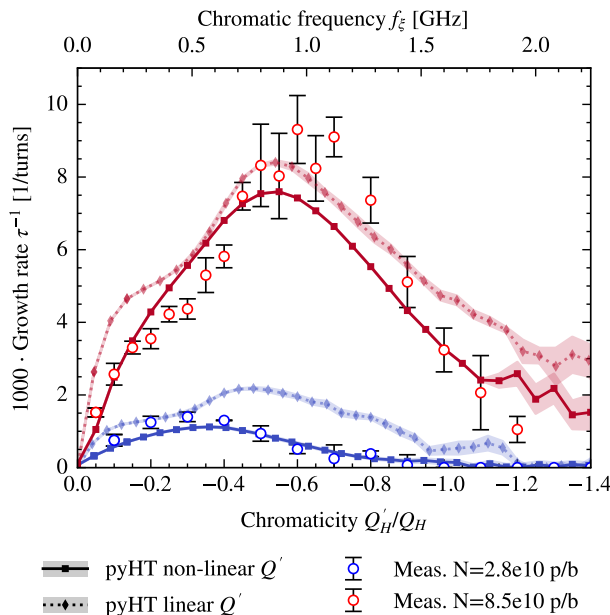 Chromatic frequency f_ξ [GHz]
0.0 0.5 1.0 1.5 2.0
10
8
6
4
2
0
1000 · Growth rate τ⁻¹ [1/turns]
0.0 −0.2 −0.4 −0.6 −0.8 −1.0 −1.2 −1.4
Chromaticity Q′_H/Q_H
pyHT non-linear Q′
pyHT linear Q′
Meas. N=2.8e10 p/b
Meas. N=8.5e10 p/b